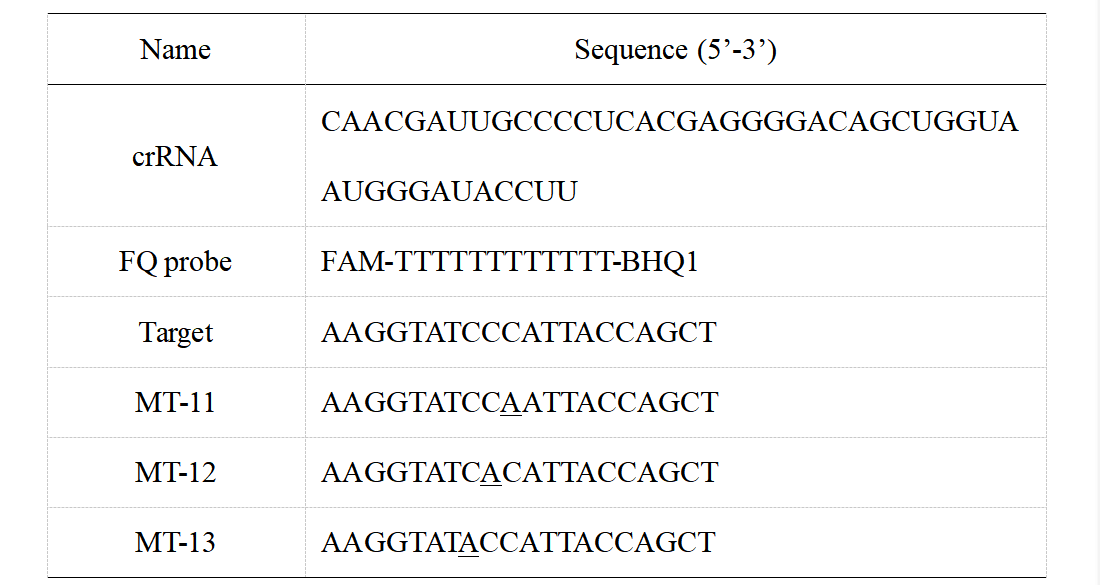 Name Sequence (5’-3’)
crRNA CAACGAUUGCCCCUCACGAGGGGACAGCUGGUA
AUGGGAUACCUU
FQ probe FAM-TTTTTTTTTTTT-BHQ1
Target AAGGTATCCCATTACCAGCT
MT-11 AAGGTATCCAATTACCAGCT
MT-12 AAGGTATCACATTACCAGCT
MT-13 AAGGTATACCATTACCAGCT